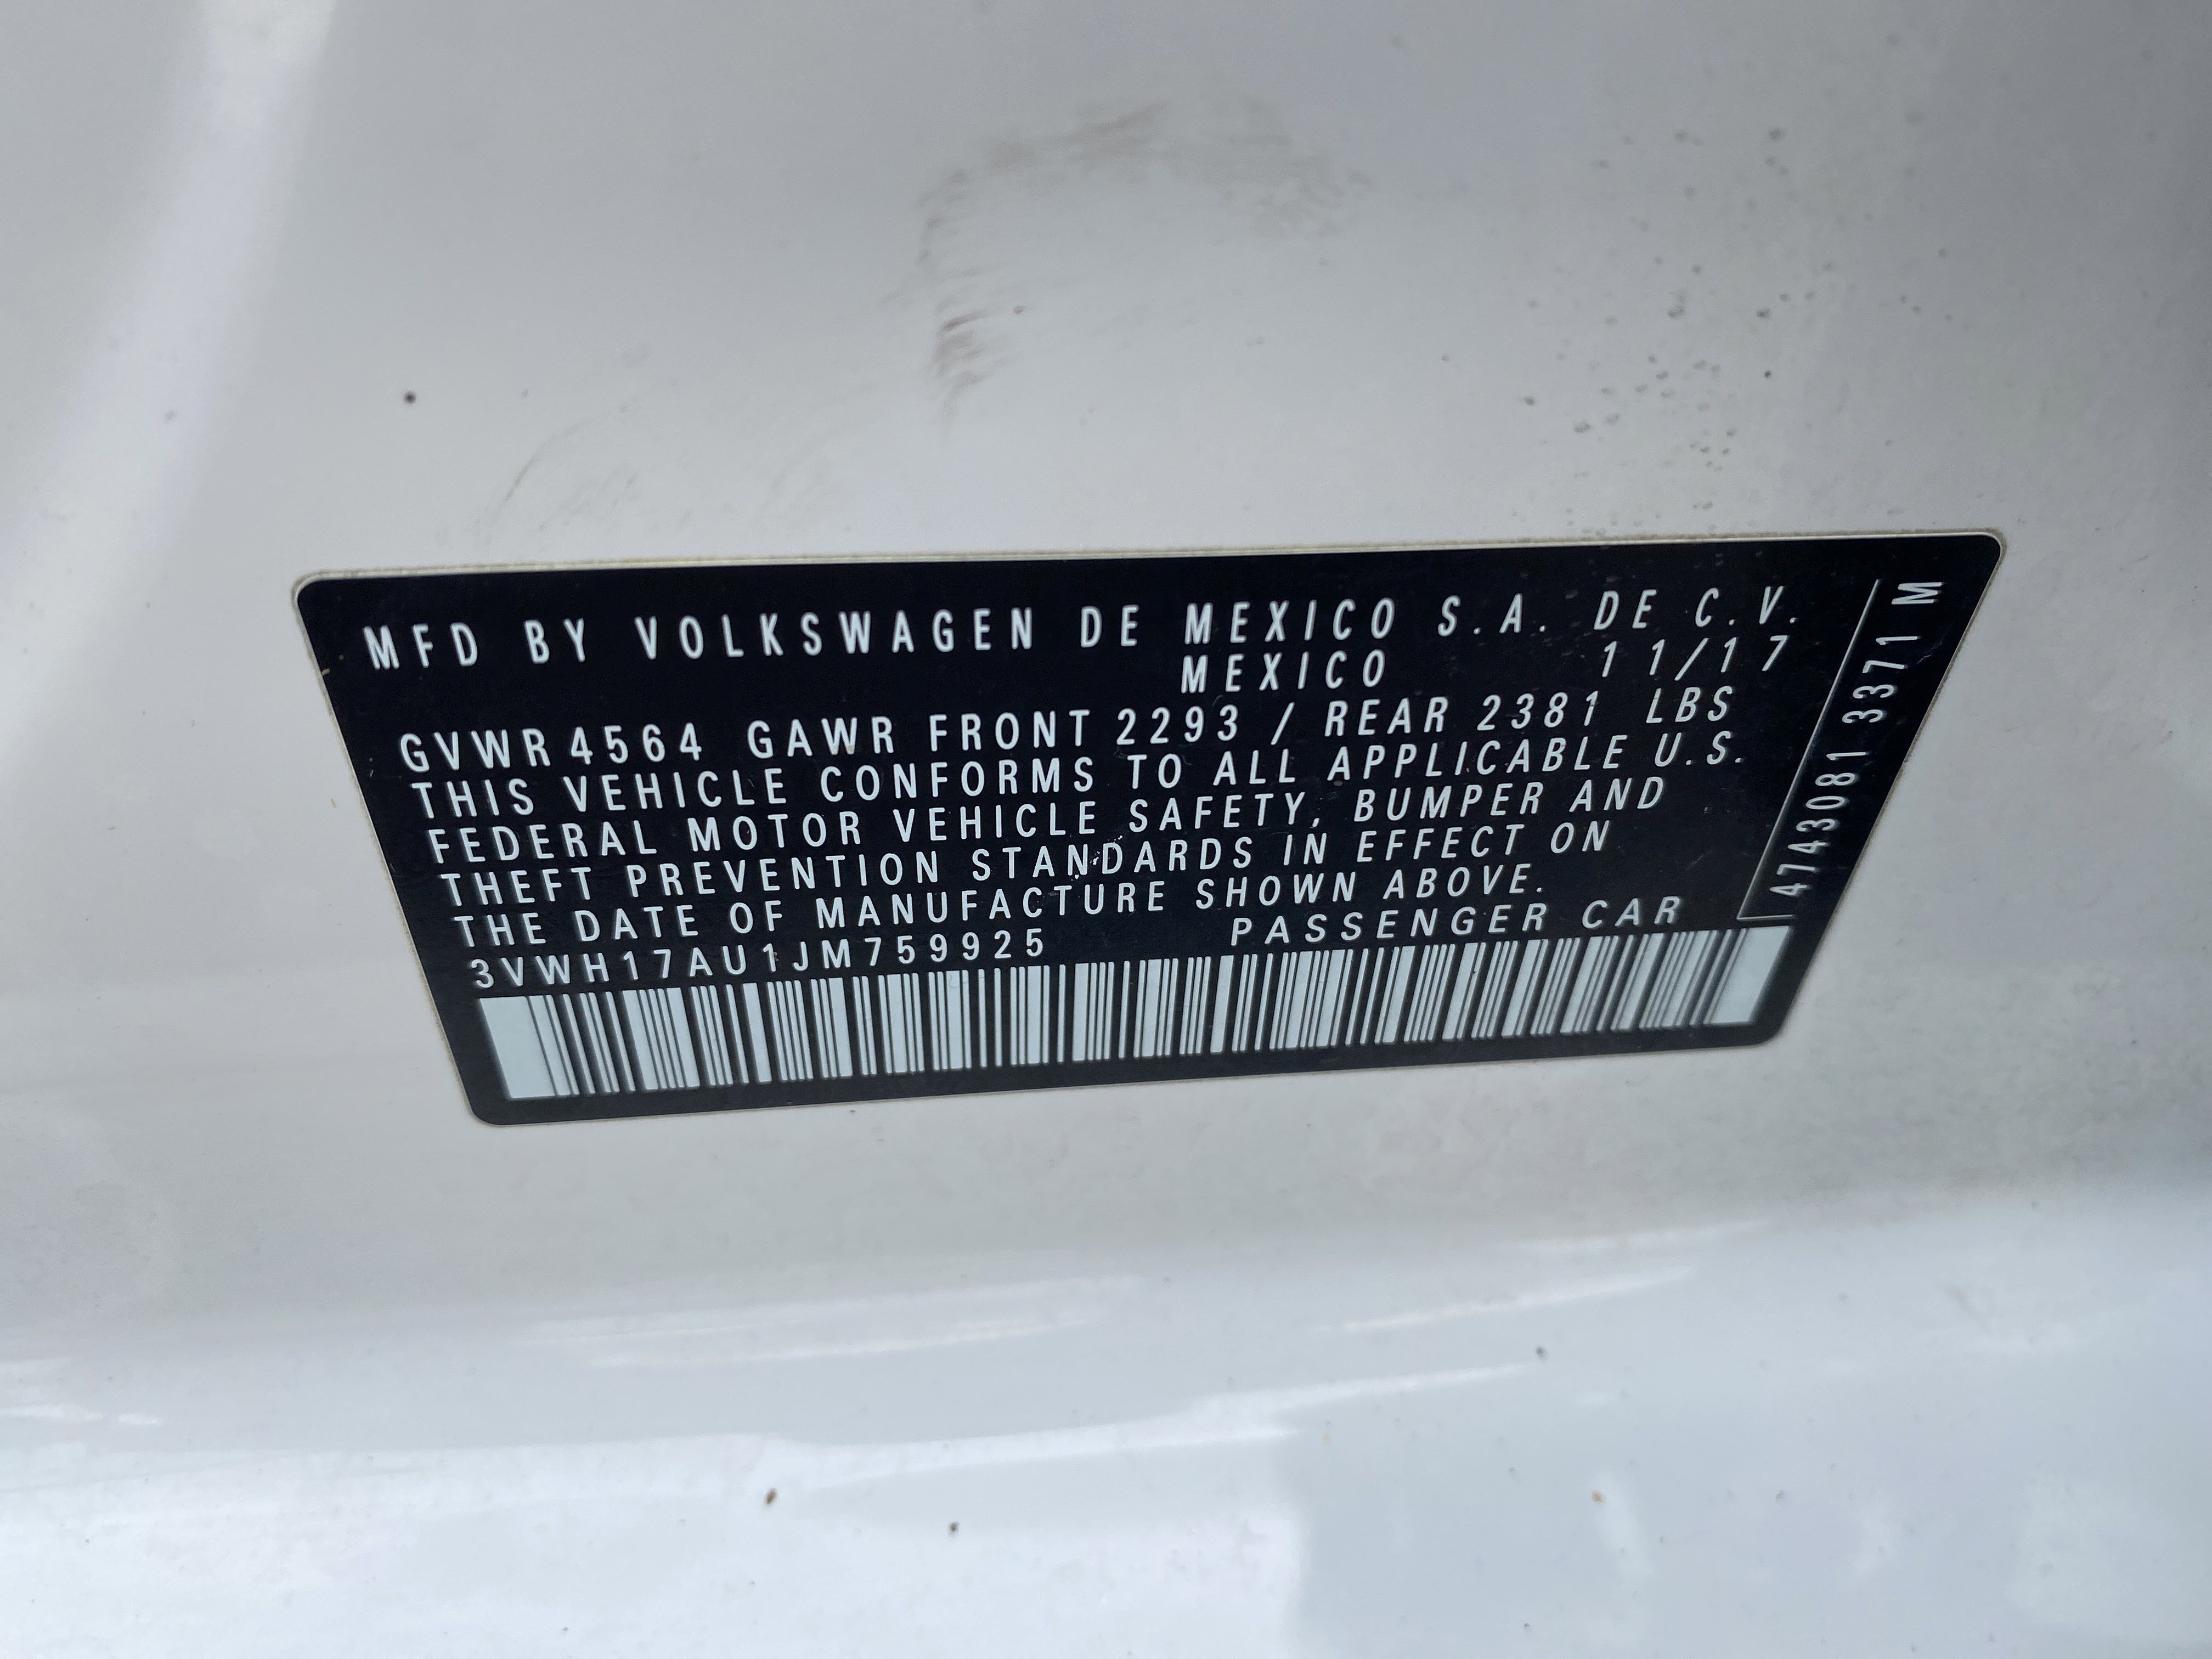 MFD BY VOLKSWAGEN DE MEXICO S.A. DE C.V.
MEXICO 11/17
GVWR 4564 GAWR FRONT 2293 / REAR 2381 LBS
THIS VEHICLE CONFORMS TO ALL APPLICABLE U.S.
FEDERAL MOTOR VEHICLE SAFETY, BUMPER AND
THEFT PREVENTION STANDARDS IN EFFECT ON
THE DATE OF MANUFACTURE SHOWN ABOVE.
3VWH17AU1JM759925 PASSENGER CAR
4743081 3371 M